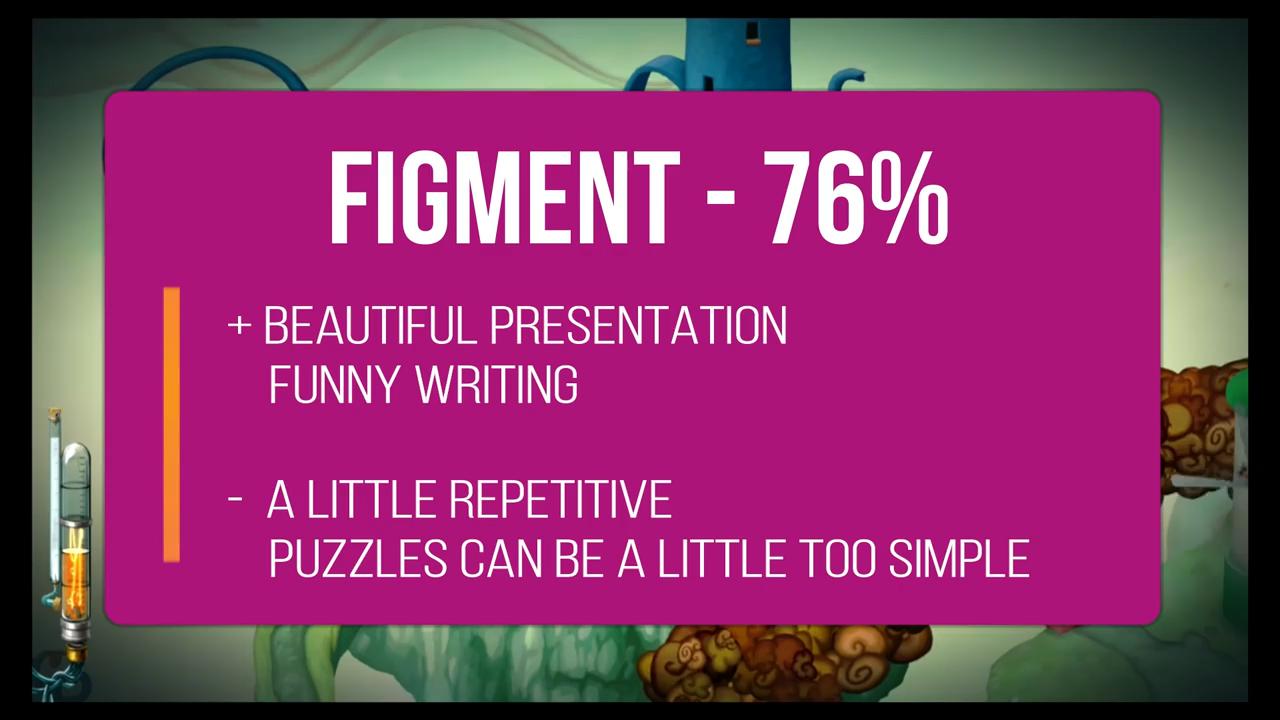 FIGMENT - 76%
+ BEAUTIFUL PRESENTATION
FUNNY WRITING
- A LITTLE REPETITIVE
PUZZLES CAN BE A LITTLE TOO SIMPLE